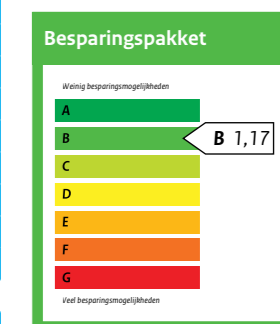 Besparingspakket
Weinig besparingsmogelijkheden
A
B
B 1,17
C
D
E
F
G
Veel besparingsmogelijkheden